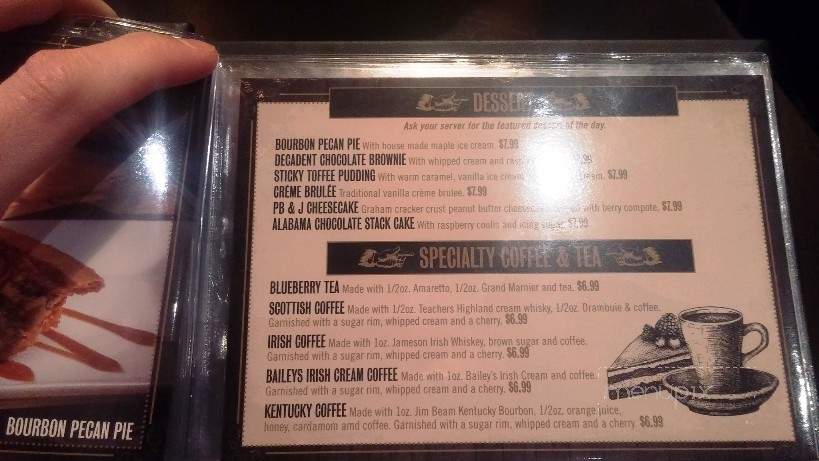 DESSER
Ask your server for the featured dessert of the day.
BOURBON PECAN PIE With house made maple ice cream. $7.99
DECADENT CHOCOLATE BROWNIE With whipped cream and
STICKY TOFFEE PUDDING With warm caramel, vanilla ice cream $7.99
CRÈME BRULÉE Traditional vanilla crème brulee. $7.99
PB & J CHEESECAKE Graham cracker crust peanut butter with berry compote. $7.99
ALABAMA CHOCOLATE STACK CAKE With raspberry coulis and icing sugar. $7.99
SPECIALTY COFFEE & TEA
BLUEBERRY TEA Made with 1/2oz. Amaretto, 1/2oz. Grand Marnier and tea. $6.99
SCOTTISH COFFEE Made with 1/2oz. Teachers Highland cream whisky, 1/2oz. Drambuie & coffee.
Garnished with a sugar rim, whipped cream and a cherry. $6.99
IRISH COFFEE Made with 1oz. Jameson Irish Whiskey, brown sugar and coffee.
Garnished with a sugar rim, whipped cream and a cherry. $6.99
BAILEYS IRISH CREAM COFFEE Made with 1oz. Bailey's Irish Cream and coffee.
Garnished with a sugar rim, whipped cream and a cherry. $6.99
KENTUCKY COFFEE Made with 1oz. Jim Beam Kentucky Bourbon, 1/2oz. orange juice,
honey, cardamom amd coffee. Garnished with a sugar rim, whipped cream and a cherry. $6.99
menupix
BOURBON PECAN PIE